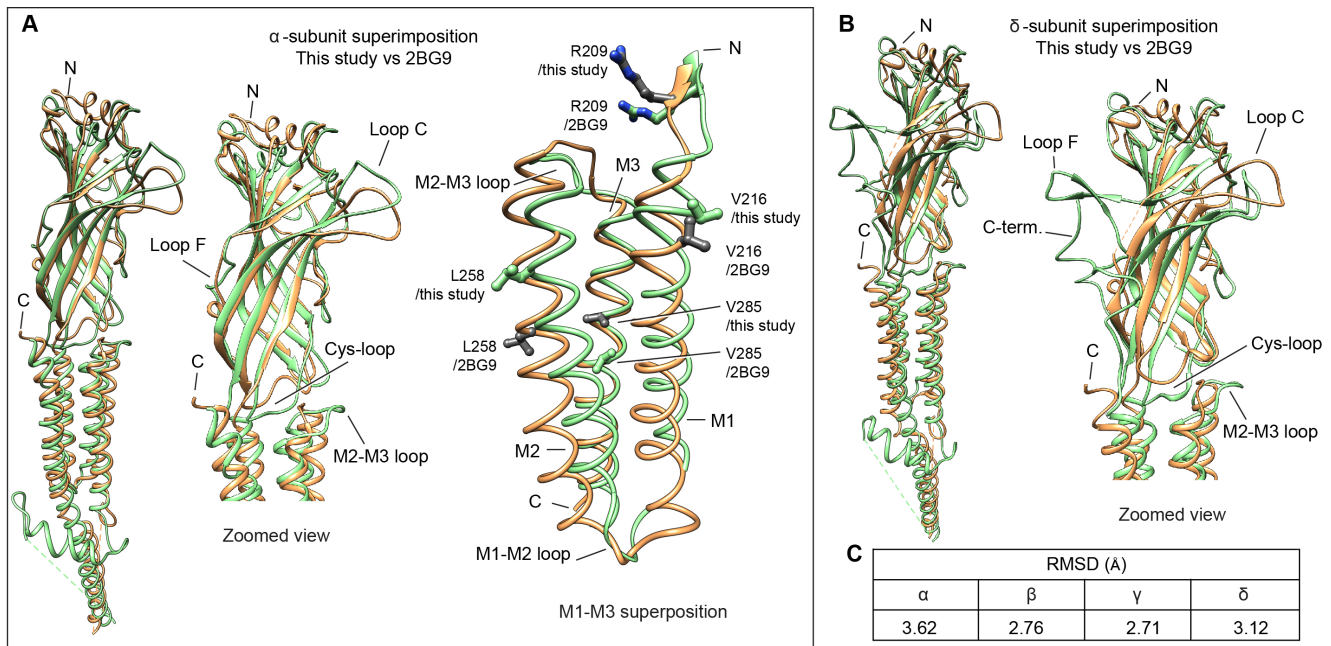 A
α-subunit superimposition
This study vs 2BG9
N
N
Loop C
Loop F
C
C
Cys-loop
M2-M3 loop
Zoomed view
R209
/this study
N
R209
/2BG9
M3
M2-M3 loop
V216
/this study
V216
/2BG9
L258
/this study
V285
/this study
L258
/2BG9
V285
/2BG9
M1
M2
C
M1-M2 loop
M1-M3 superposition
B
δ-subunit superimposition
This study vs 2BG9
N
N
Loop C
Loop F
C-term.
C
C
Cys-loop
M2-M3 loop
Zoomed view
C
RMSD (Å)
α β γ δ
3.62 2.76 2.71 3.12